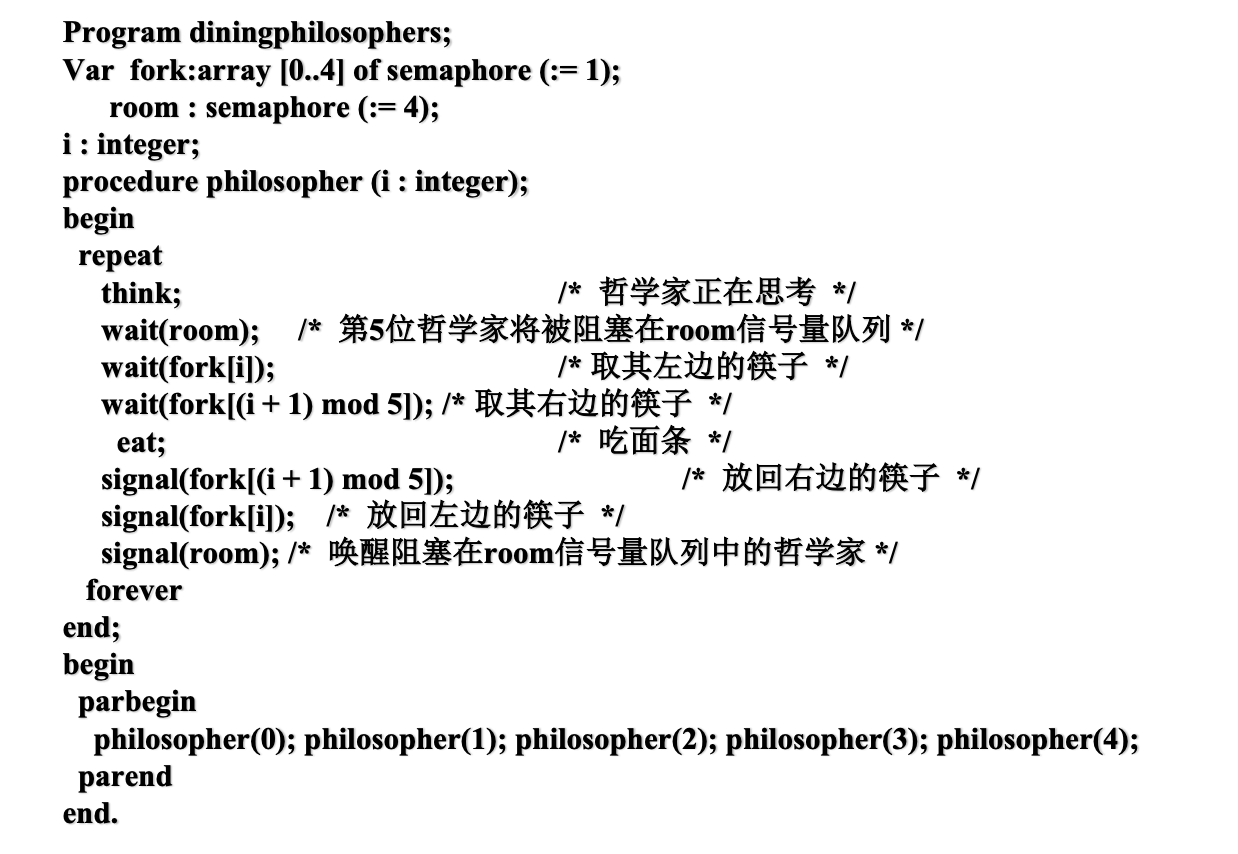 Program diningphilosophers;
Var fork:array [0..4] of semaphore (:= 1);
room : semaphore (:= 4);
i : integer;
procedure philosopher (i : integer);
begin
repeat
think; /* 哲学家正在思考 */
wait(room); /* 第5位哲学家将被阻塞在room信号量队列 */
wait(fork[i]); /* 取其左边的筷子 */
wait(fork[(i + 1) mod 5]); /* 取其右边的筷子 */
eat; /* 吃面条 */
signal(fork[(i + 1) mod 5]); /* 放回右边的筷子 */
signal(fork[i]); /* 放回左边的筷子 */
signal(room); /* 唤醒阻塞在room信号量队列中的哲学家 */
forever
end;
begin
parbegin
philosopher(0); philosopher(1); philosopher(2); philosopher(3); philosopher(4);
parend
end.